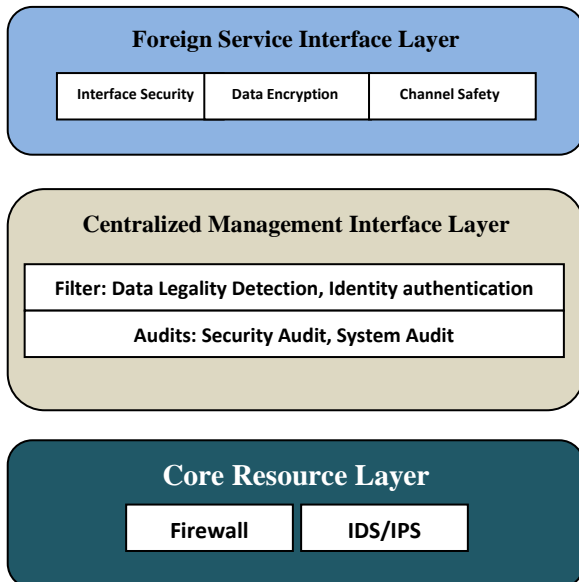 Foreign Service Interface Layer
Interface Security Data Encryption Channel Safety
Centralized Management Interface Layer
Filter: Data Legality Detection, Identity authentication
Audits: Security Audit, System Audit
Core Resource Layer
Firewall IDS/IPS